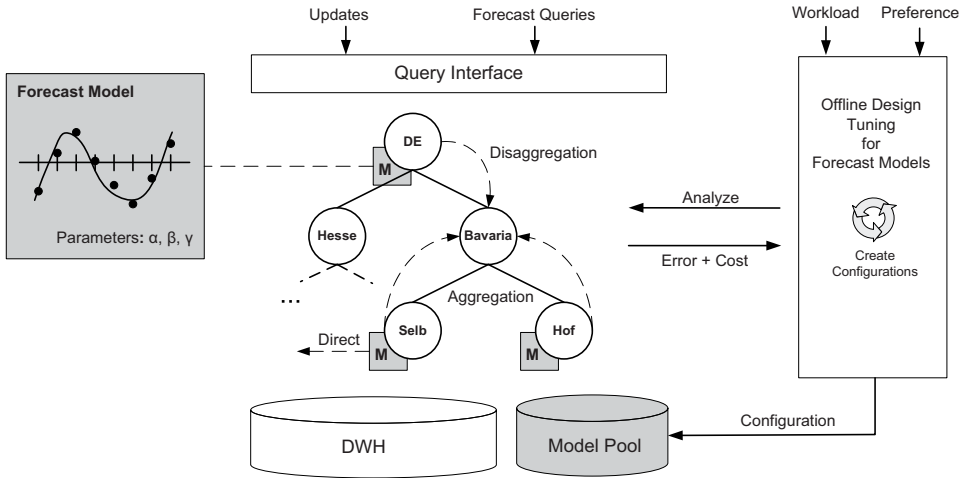 Updates
Forecast Queries
Workload
Preference
Query Interface
Forecast Model
Parameters: α, β, γ
DE
M
Disaggregation
Hesse
Bavaria
...
Aggregation
Selb
M
Hof
M
Direct
Analyze
Error + Cost
Offline Design
Tuning
for
Forecast Models
Create
Configurations
Configuration
DWH
Model Pool